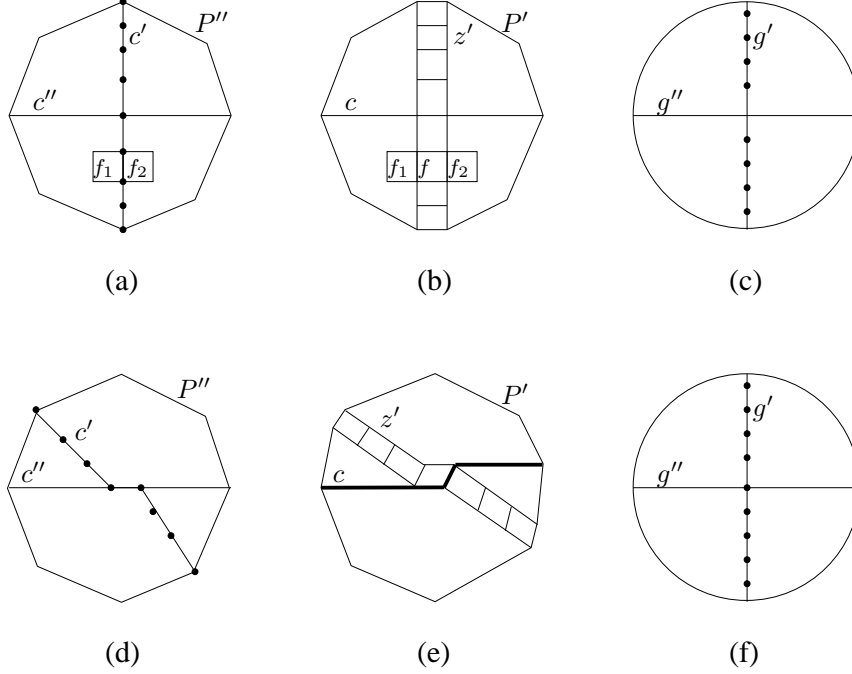 P″ c′ c″ f₁ f₂
P′ z′ c f₁ f f₂
g′ g″
(a) (b) (c)
P″ c′ c″
P′ z′ c
g′ g″
(d) (e) (f)